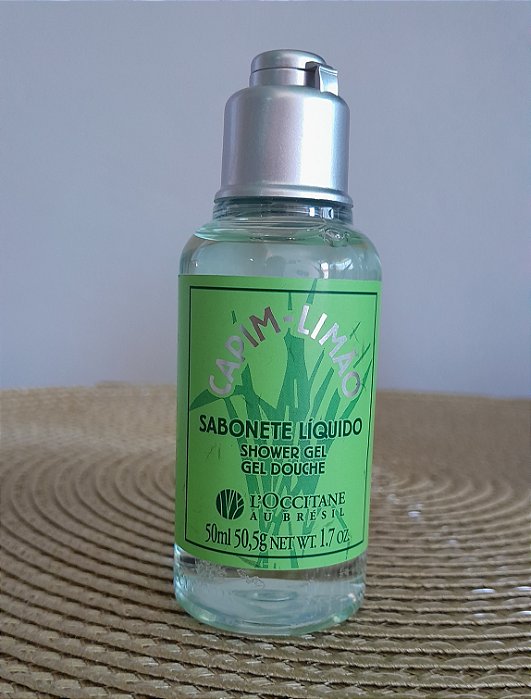 CAPIM-LIMÃO
SABONETE LÍQUIDO
SHOWER GEL
GEL DOUCHE
L'OCCITANE
AU BRÉSIL
50ml 50,5g NET WT. 1.7 oz.